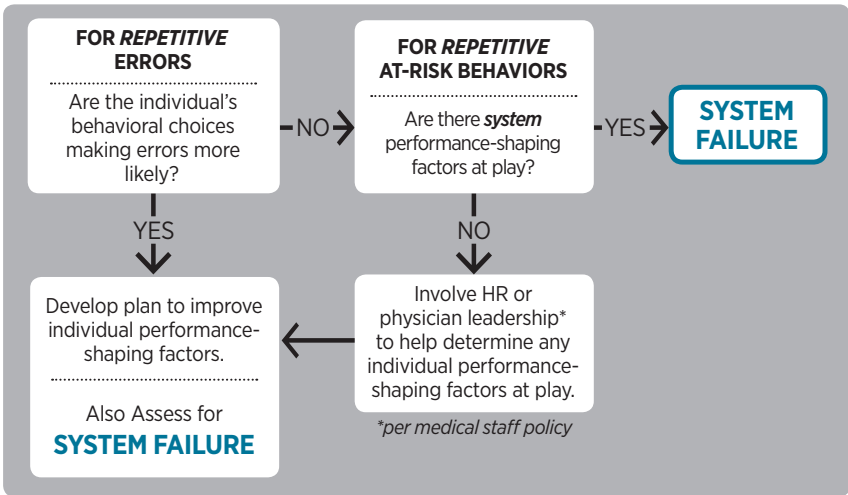 FOR REPETITIVE
ERRORS
Are the individual's
behavioral choices
making errors more
likely?
NO
FOR REPETITIVE
AT-RISK BEHAVIORS
Are there system
performance-shaping
factors at play?
YES
SYSTEM
FAILURE
YES
NO
Develop plan to improve
individual performance-
shaping factors.
Also Assess for
SYSTEM FAILURE
Involve HR or
physician leadership*
to help determine any
individual performance-
shaping factors at play.
*per medical staff policy